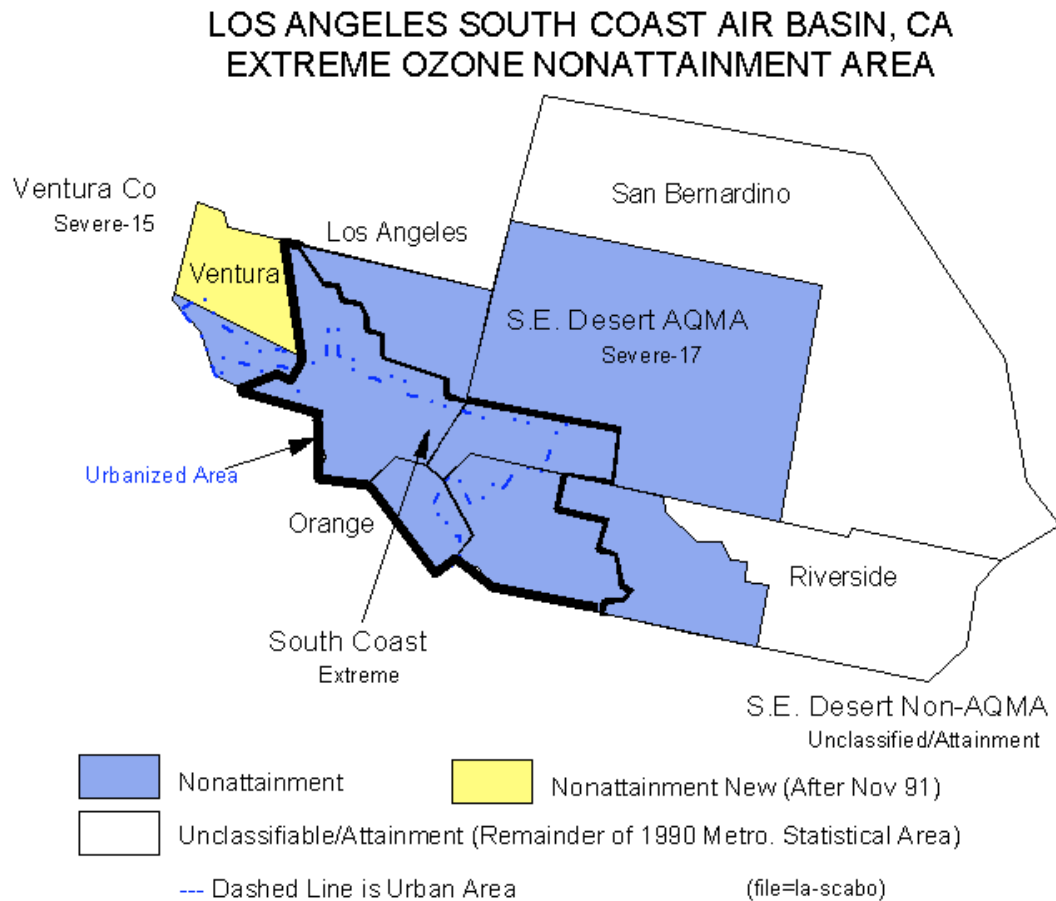 LOS ANGELES SOUTH COAST AIR BASIN, CA
EXTREME OZONE NONATTAINMENT AREA
Ventura Co
Severe-15
San Bernardino
Los Angeles
Ventura
S.E. Desert AQMA
Severe-17
Urbanized Area
Orange
Riverside
South Coast
Extreme
S.E. Desert Non-AQMA
Unclassified/Attainment
Nonattainment
Nonattainment New (After Nov 91)
Unclassifiable/Attainment (Remainder of 1990 Metro. Statistical Area)
--- Dashed Line is Urban Area
(file=la-scabo)